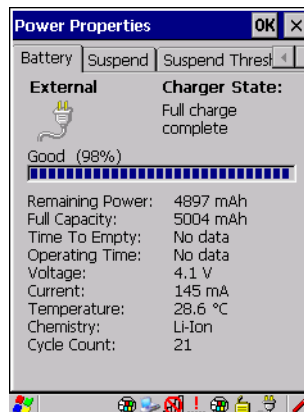 Power Properties OK ×
Battery Suspend
External Charger State:
Full charge
complete
Good (98%)
Remaining Power: 4897 mAh
Full Capacity: 5004 mAh
Time To Empty: No data
Operating Time: No data
Voltage: 4.1 V
Current: 145 mA
Temperature: 28.6 °C
Chemistry: Li-Ion
Cycle Count: 21